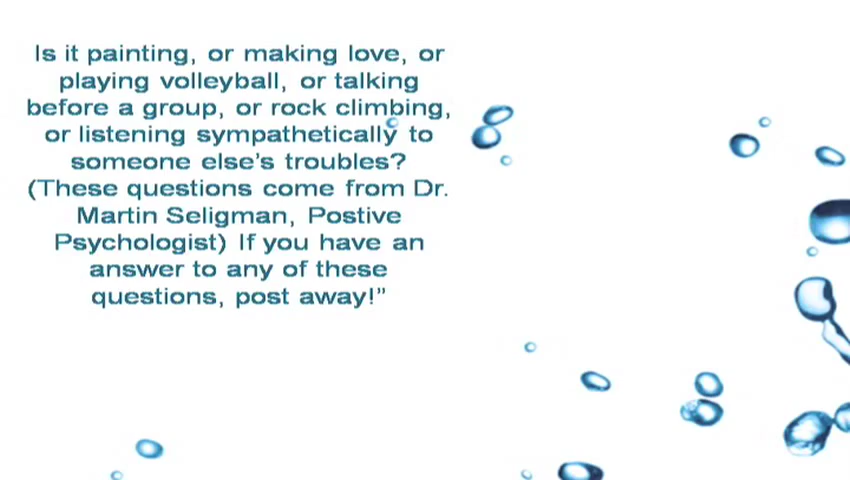 Is it painting, or making love, or
playing volleyball, or talking
before a group, or rock climbing,
or listening sympathetically to
someone else’s troubles?
(These questions come from Dr.
Martin Seligman, Postive
Psychologist) If you have an
answer to any of these
questions, post away!”